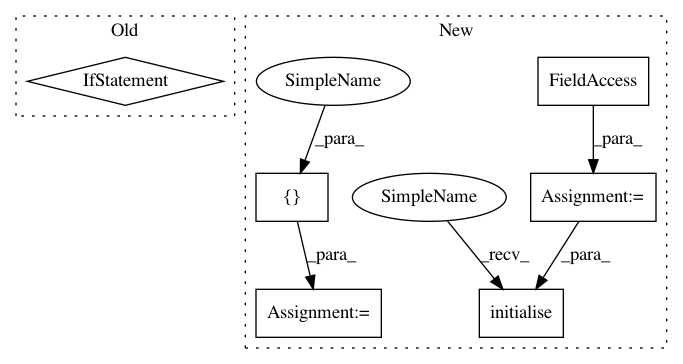 Old
New
IfStatement
SimpleName
FieldAccess
_para_
_para_
{}
SimpleName
Assignment:=
_para_
_recv_
_para_
Assignment:=
initialise